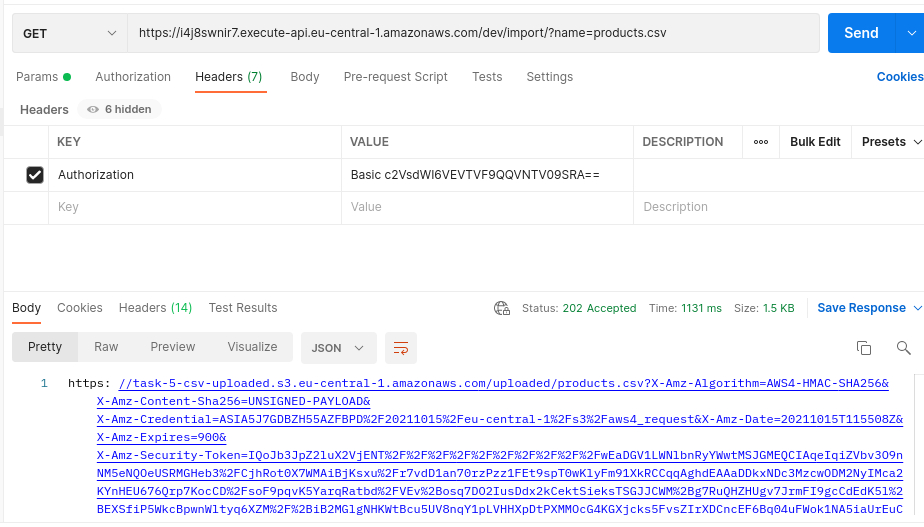 GET https://i4j8swnir7.execute-api.eu-central-1.amazonaws.com/dev/import/?name=products.csv Send
Params Authorization Headers (7) Body Pre-request Script Tests Settings Cookies
Headers 6 hidden
KEY VALUE DESCRIPTION ooo Bulk Edit Presets
Authorization Basic c2VsdWl6VEVTVF9QQVNTV09SRA==
Key Value Description
Body Cookies Headers (14) Test Results Status: 202 Accepted Time: 1131 ms Size: 1.5 KB Save Response
Pretty Raw Preview Visualize JSON
1 https: //task-5-csv-uploaded.s3.eu-central-1.amazonaws.com/uploaded/products.csv?X-Amz-Algorithm=AWS4-HMAC-SHA256&
X-Amz-Content-Sha256=UNSIGNED-PAYLOAD&
X-Amz-Credential=ASIA5J7GDBZH55AZFBPD%2F20211015%2Feu-central-1%2Fs3%2Faws4_request&X-Amz-Date=20211015T115508Z&
X-Amz-Expires=900&
X-Amz-Security-Token=IQoJb3JpZ2luX2VjENT%2F%2F%2F%2F%2F%2F%2F%2F%2F%2FwEaDGV1LWNlbnRyYWwtMSJGMEQCIAqeIqiZVbv3O9n
NM5eNQOeUSRMGHeb3%2FCjhRot0X7WMAiBjKsxu%2Fr7vdD1an70rzPzz1FEt9spT0wKlyFm91XkRCCqqAghdEAAaDDkxNDc3MzcwODM2NyIMca2
KYnHEU676Qrp7KocCD%2FsoF9pqvK5YarqRatbd%2FVEv%2Bosq7DO2IusDdx2kCektSieksTSGJJCWM%2Bg7RuQHZHUgv7JrmFI9gcCdEdK5l%2
BEXSfiP5WkcBpwnWltyq6XZM%2F%2BiB2MGlgNHKWtBcu5UV8nqY1pLVHHXpDtPXMMOcG4KGXjcks5FvsZIrXDCncEF6Bq04uFWok1NA5iaUrEuC